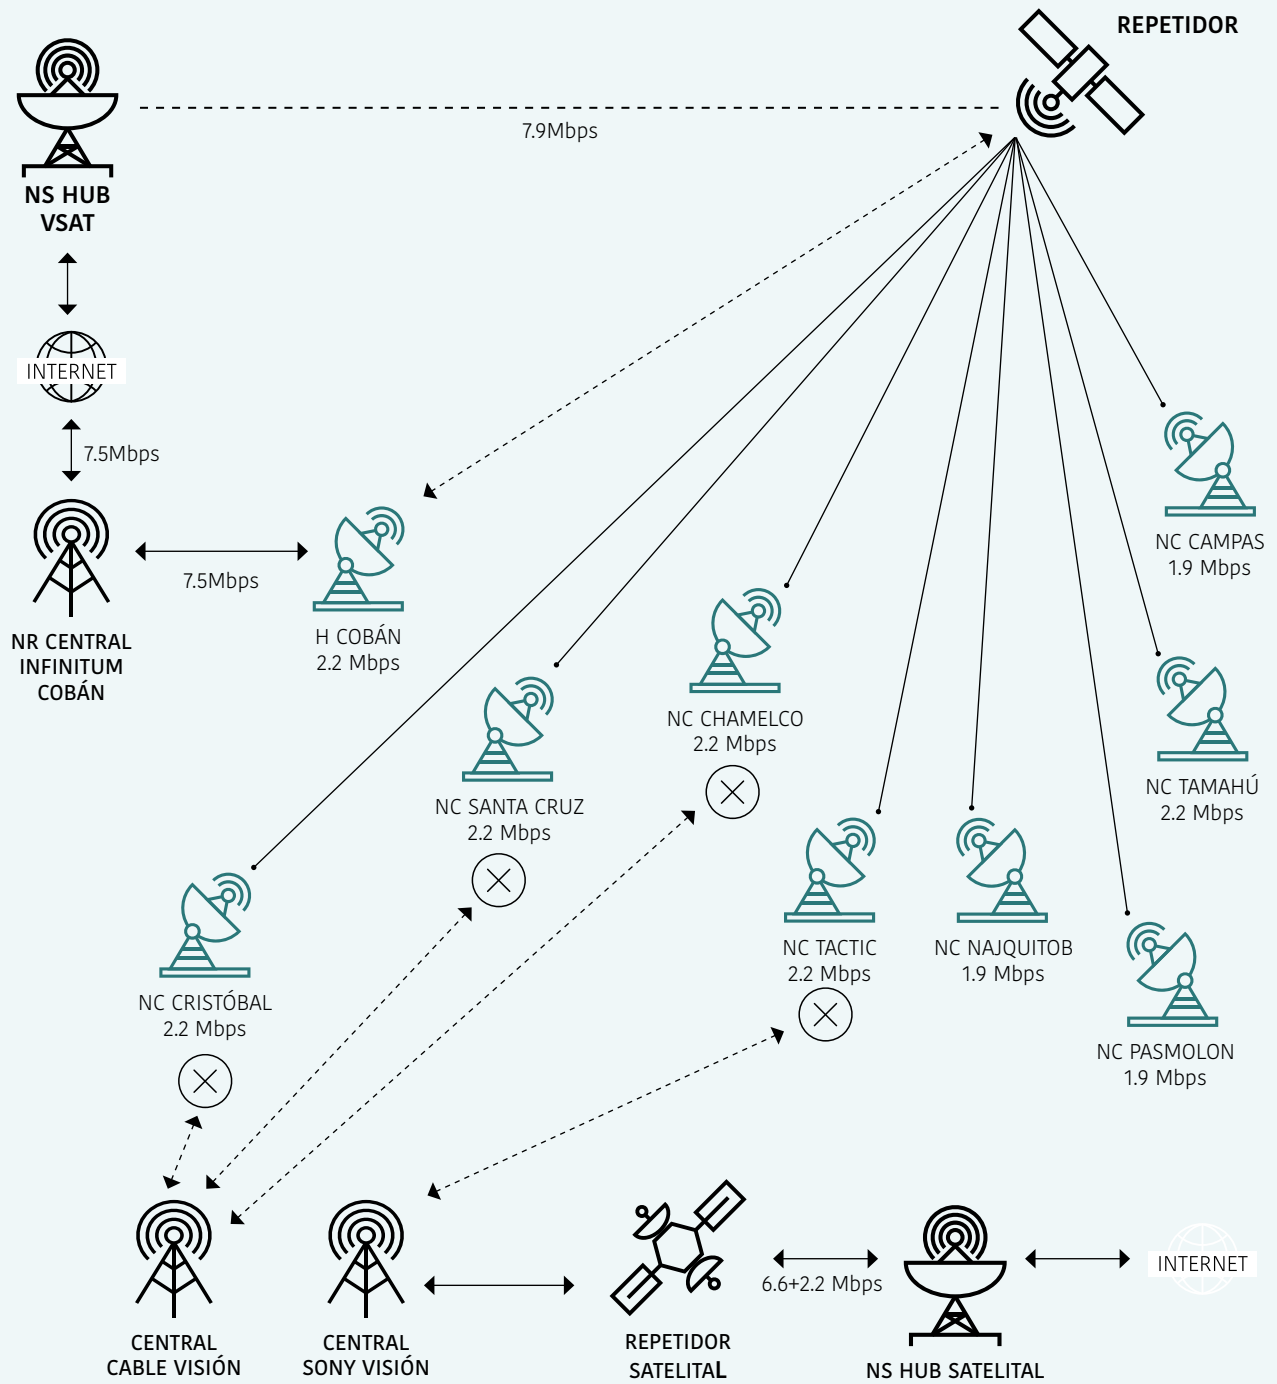 REPETIDOR
7.9Mbps
NS HUB
VSAT
INTERNET
7.5Mbps
7.5Mbps
NR CENTRAL
INFINITUM
COBÁN
H COBÁN
2.2 Mbps
NC CAMPAS
1.9 Mbps
NC CHAMELCO
2.2 Mbps
NC SANTA CRUZ
2.2 Mbps
NC TAMAHÚ
2.2 Mbps
NC TACTIC
2.2 Mbps
NC NAJQUITOB
1.9 Mbps
NC CRISTÓBAL
2.2 Mbps
NC PASMOLON
1.9 Mbps
CENTRAL
CABLE VISIÓN
CENTRAL
SONY VISIÓN
REPETIDOR
SATELITAL
6.6+2.2 Mbps
NS HUB SATELITAL
INTERNET